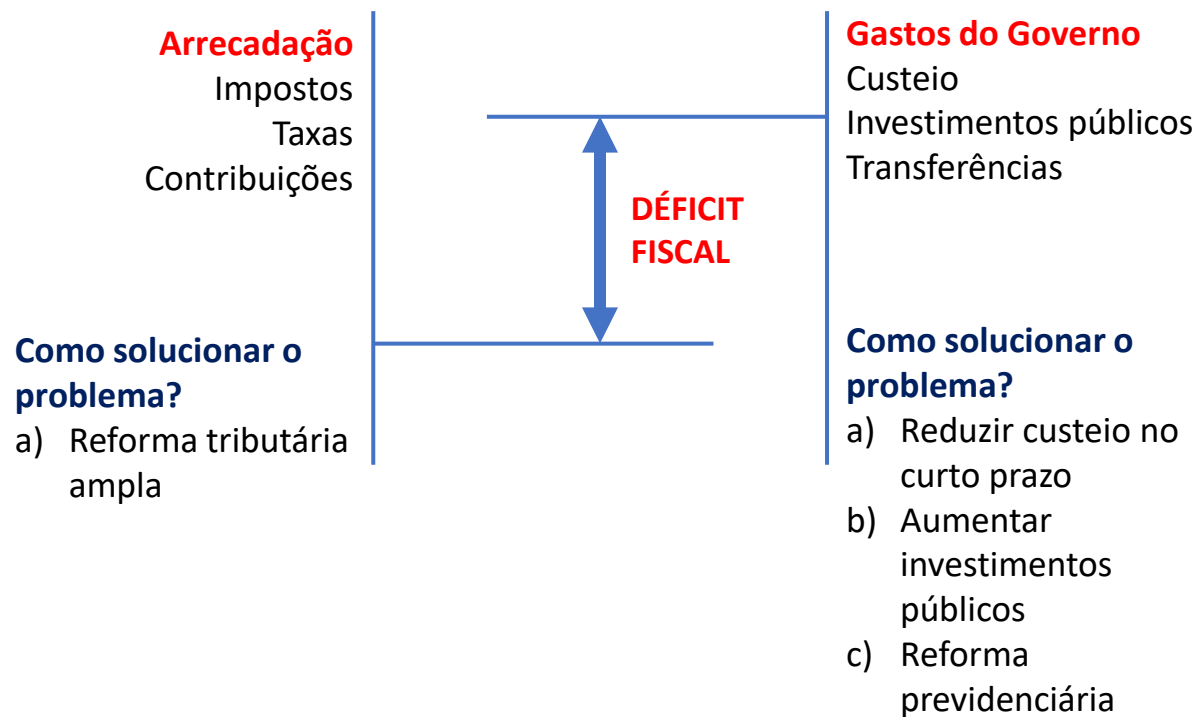 Arrecadação
Impostos
Taxas
Contribuições
Como solucionar o
problema?
a) Reforma tributária
ampla
DÉFICIT
FISCAL
Gastos do Governo
Custeio
Investimentos públicos
Transferências
Como solucionar o
problema?
a) Reduzir custeio no
curto prazo
b) Aumentar
investimentos
públicos
c) Reforma
previdenciária